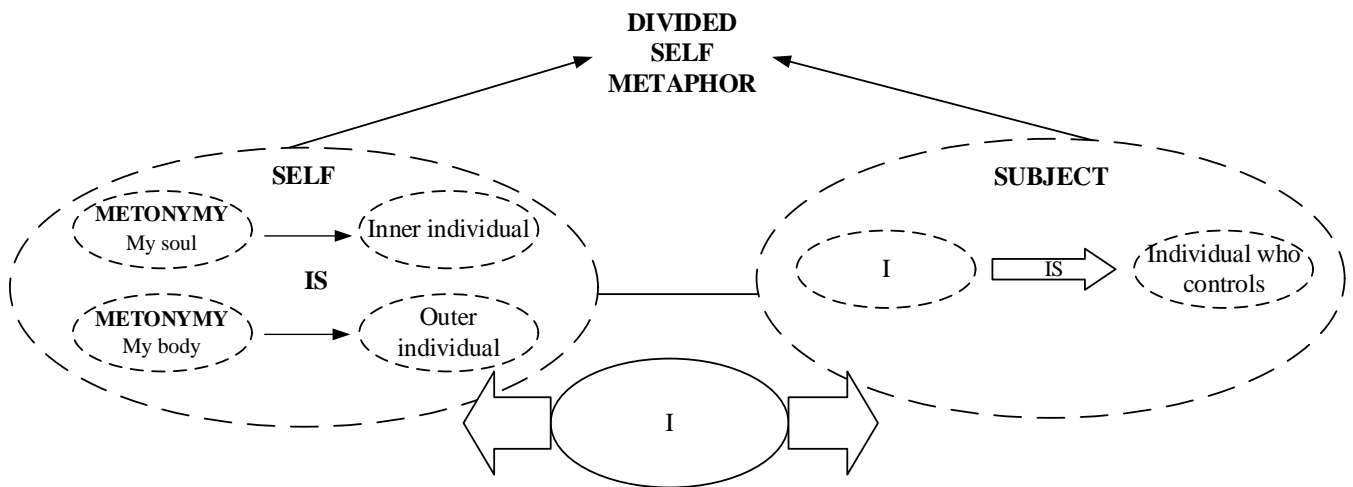 DIVIDED
SELF
METAPHOR
SELF
METONYMY
My soul
Inner individual
IS
METONYMY
My body
Outer
individual
SUBJECT
I
IS
Individual who
controls
I